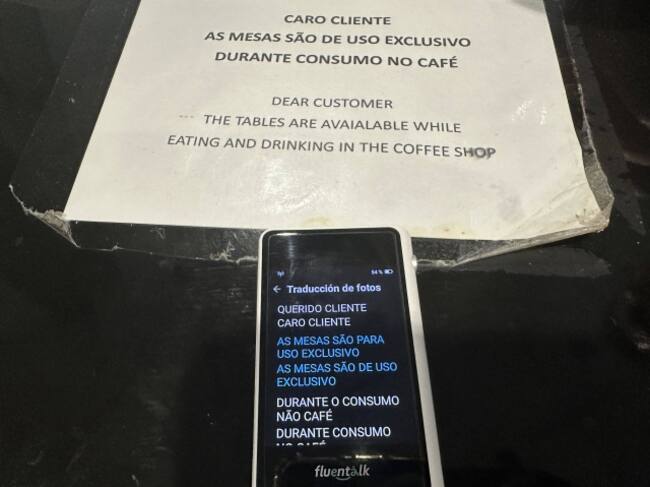 CARO CLIENTE
AS MESAS SÃO DE USO EXCLUSIVO
DURANTE CONSUMO NO CAFÉ
DEAR CUSTOMER
THE TABLES ARE AVAIALABLE WHILE
EATING AND DRINKING IN THE COFFEE SHOP
54%
← Traducción de fotos
QUERIDO CLIENTE
CARO CLIENTE
AS MESAS SÃO PARA
USO EXCLUSIVO
AS MESAS SÃO DE USO
EXCLUSIVO
DURANTE O CONSUMO
NÃO CAFÉ
DURANTE CONSUMO
fluentalk